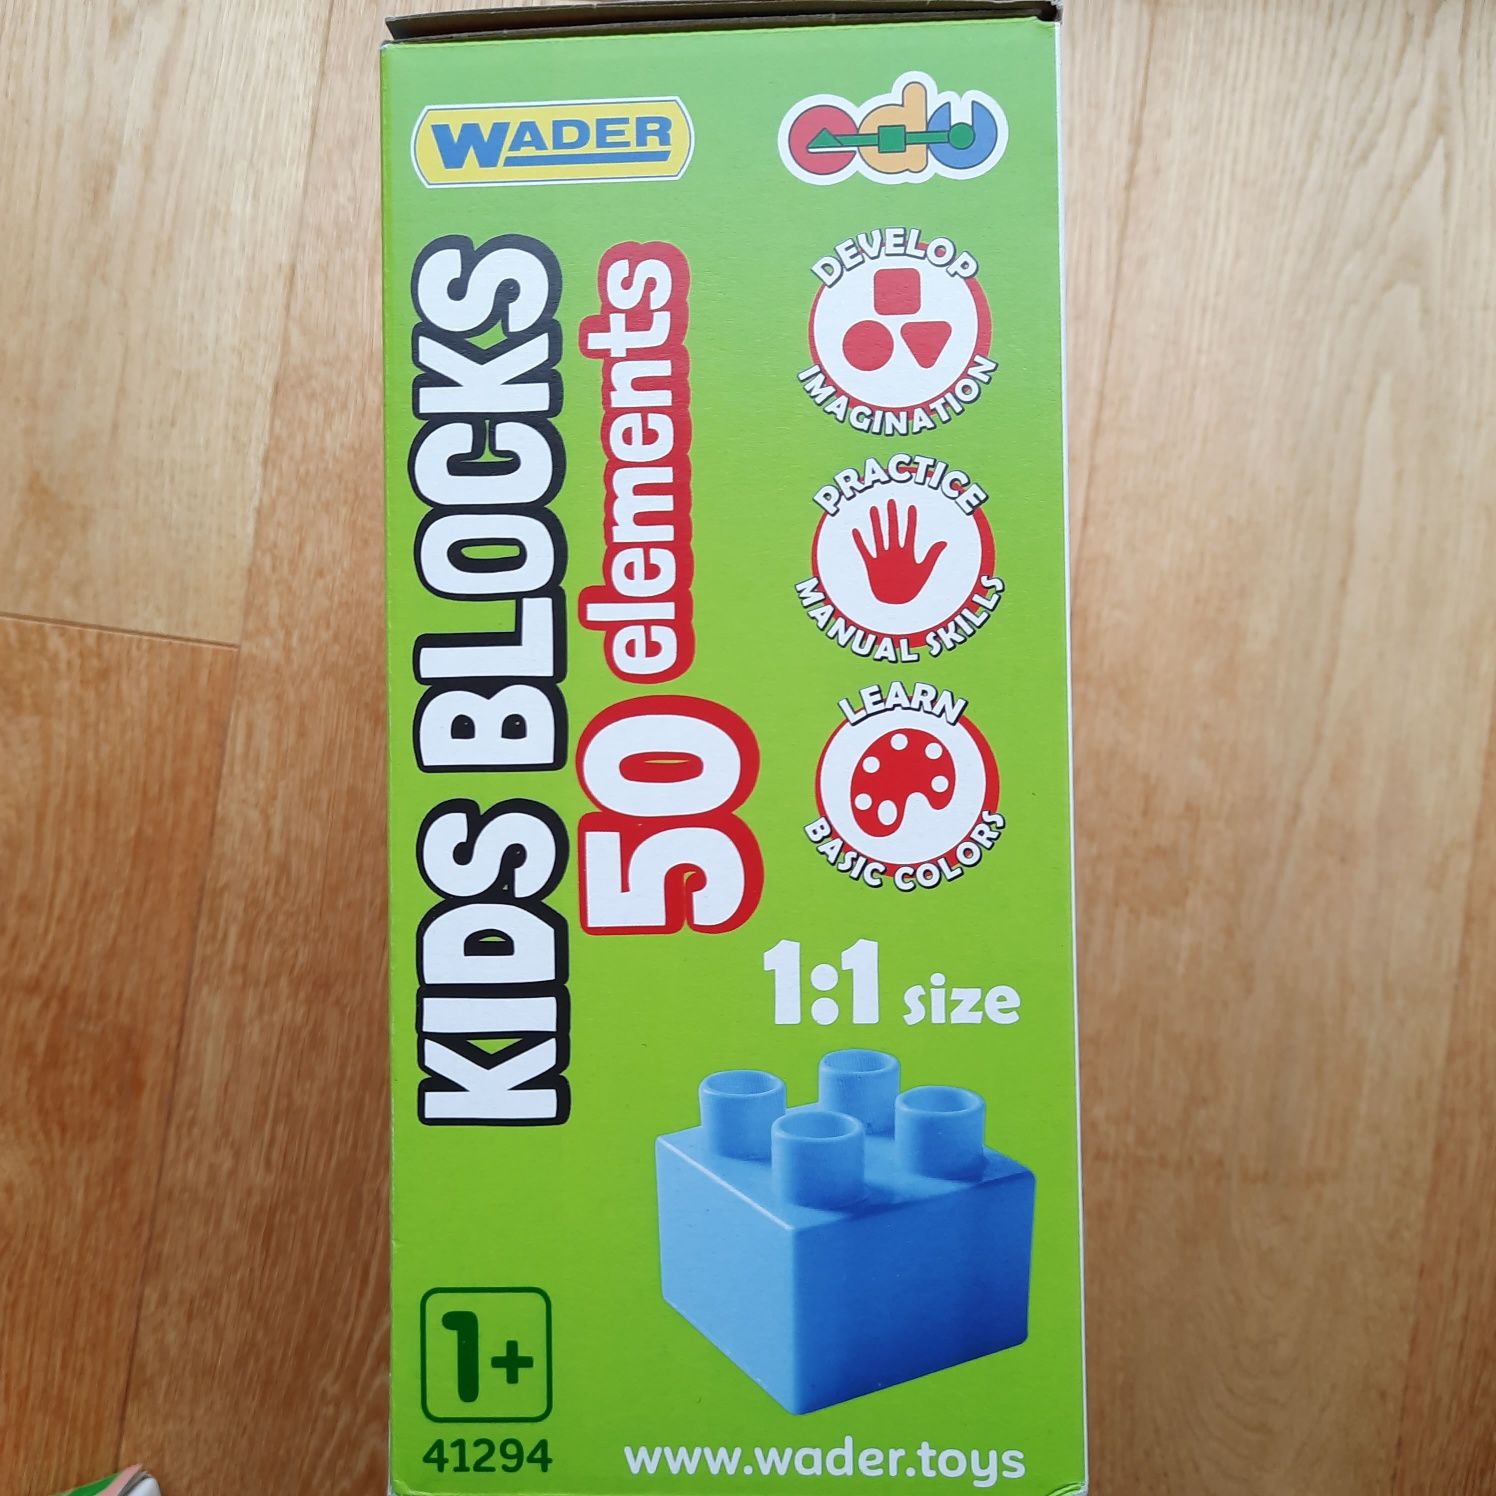 WADER
edu
KIDS BLOCKS
50 elements
DEVELOP
IMAGINATION
PRACTICE
MANUAL SKILLS
LEARN
BASIC COLORS
1:1 size
1+
41294
www.wader.toys